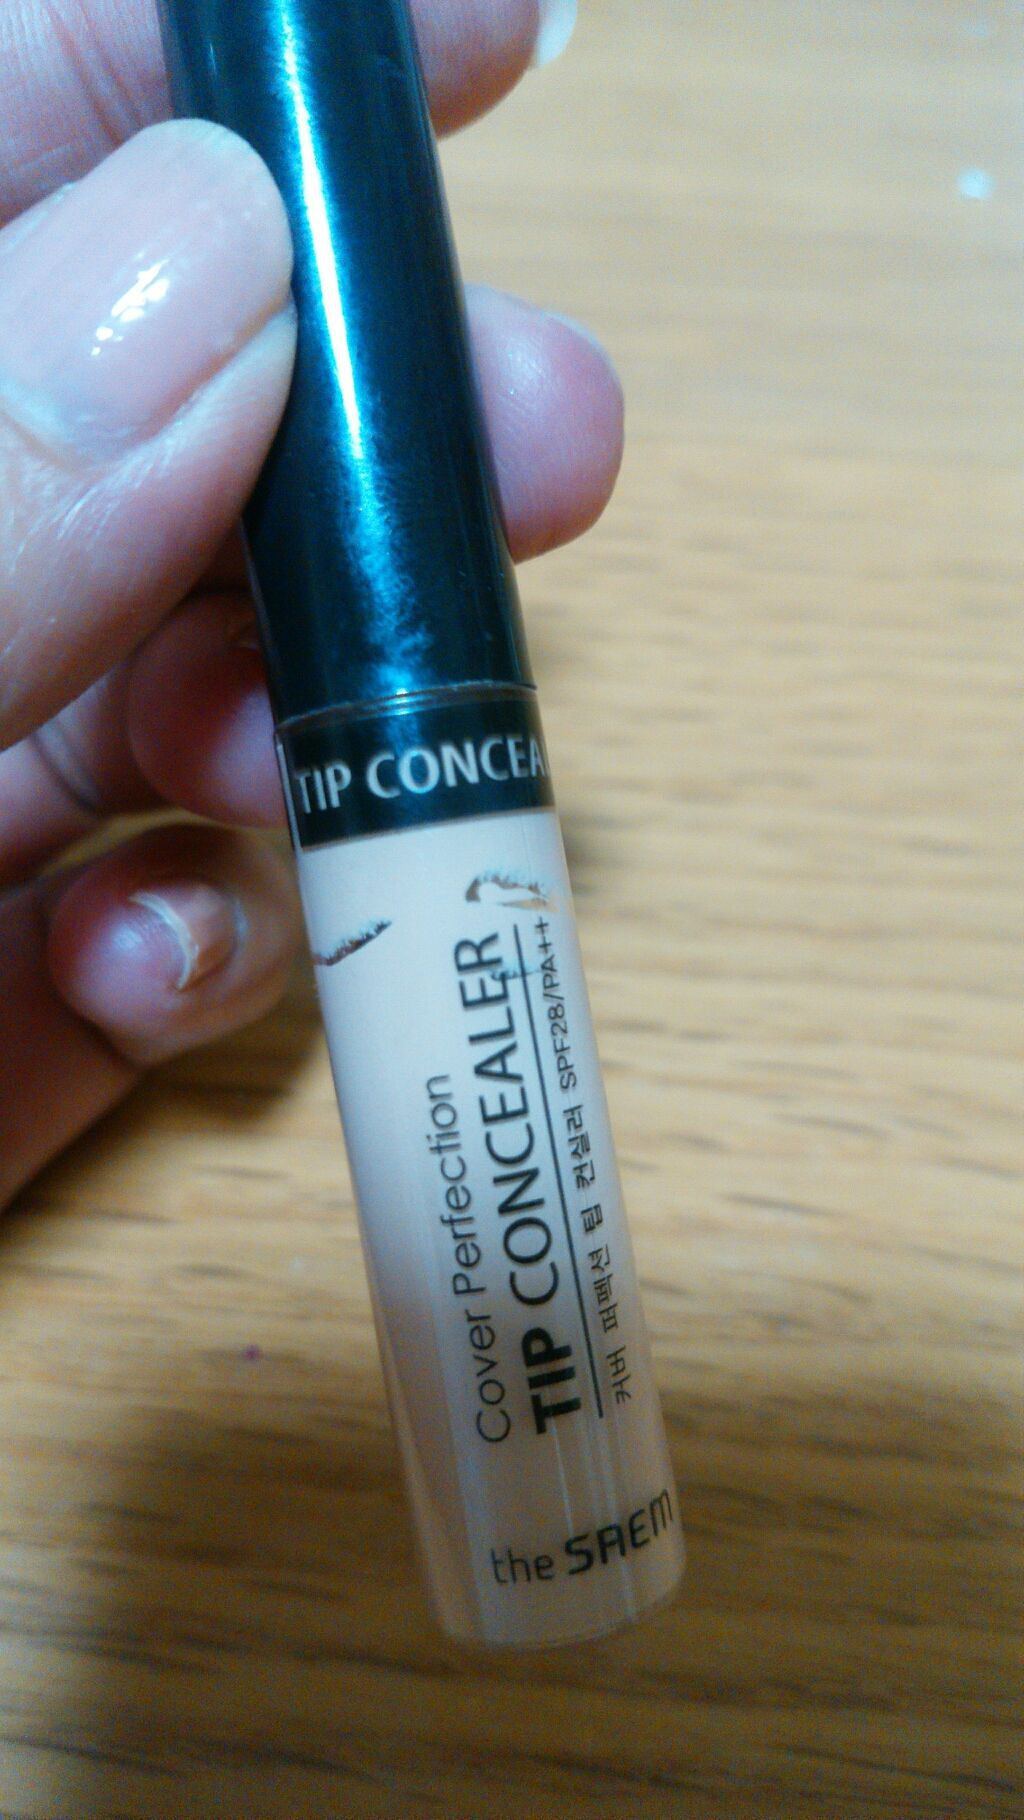 TIP CONCEA
Cover Perfection
TIP CONCEALER
커버 퍼펙션 팁 컨실러 SPF28/PA++
the SAEM